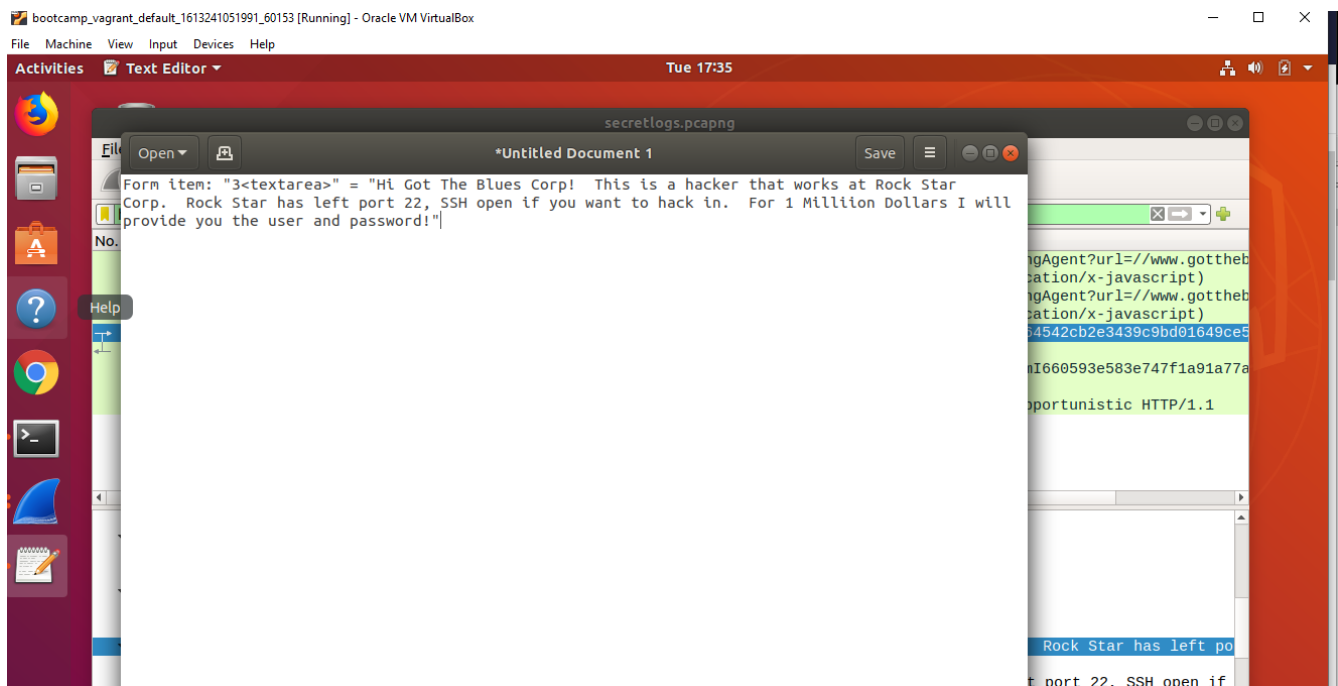 bootcamp_vagrant_default_1613241051991_60153 [Running] - Oracle VM VirtualBox
File Machine View Input Devices Help
Activities Text Editor Tue 17:35
secretlogs.pcapng
Open *Untitled Document 1 Save
Form item: "3<textarea>" = "Hi Got The Blues Corp!  This is a hacker that works at Rock Star
Corp.  Rock Star has left port 22, SSH open if you want to hack in.  For 1 Milliion Dollars I will
provide you the user and password!"
No.
ngAgent?url=//www.gottheb
cation/x-javascript)
ngAgent?url=//www.gottheb
cation/x-javascript)
Help
54542cb2e3439c9bd01649ce5
mI660593e583e747f1a91a77a
pportunistic HTTP/1.1
Rock Star has left po
t port 22, SSH open if